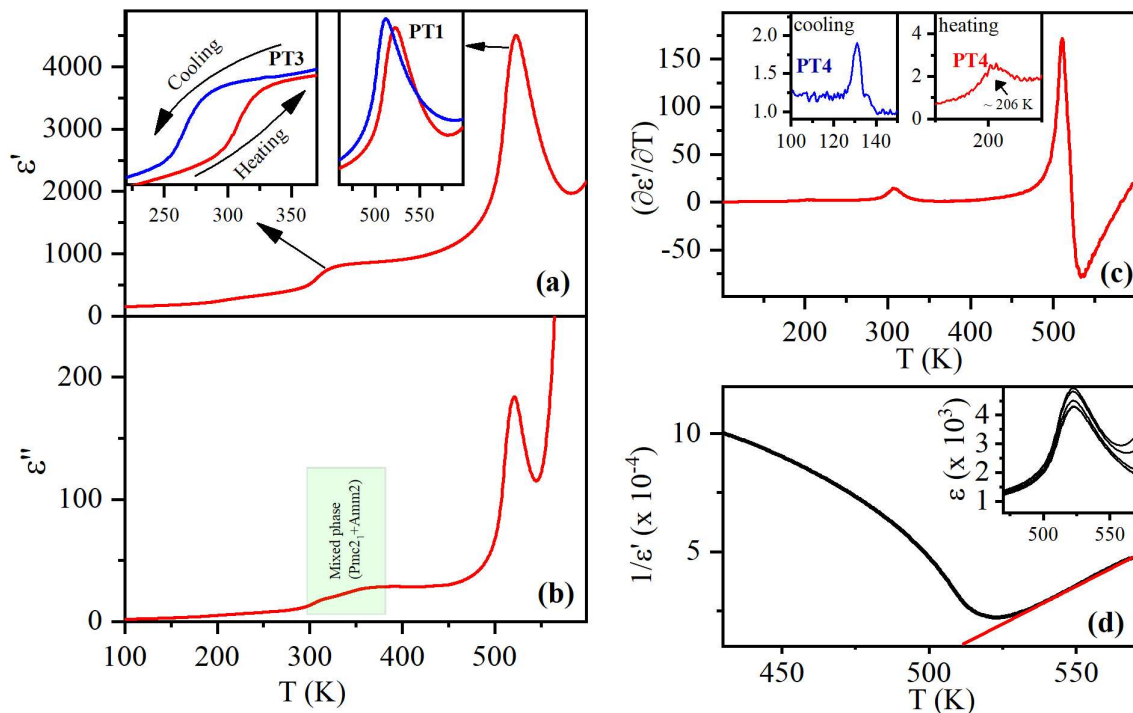 4000
3000
2000
1000
0
ε'
Cooling
PT3
Heating
250 300 350
PT1
500 550
(a)
200
100
0
ε''
Mixed phase
(Pmc2₁+Amm2)
(b)
100 200 300 400 500
T (K)
150
100
50
0
-50
(∂ε'/∂T)
cooling
2.0
1.5
1.0
PT4
100 120 140
heating
4
2
0
PT4
~ 206 K
200
(c)
200 300 400 500
T (K)
10
5
1/ε' (x 10⁻⁴)
ε (x 10³)
4
3
2
1
500 550
(d)
450 500 550
T (K)